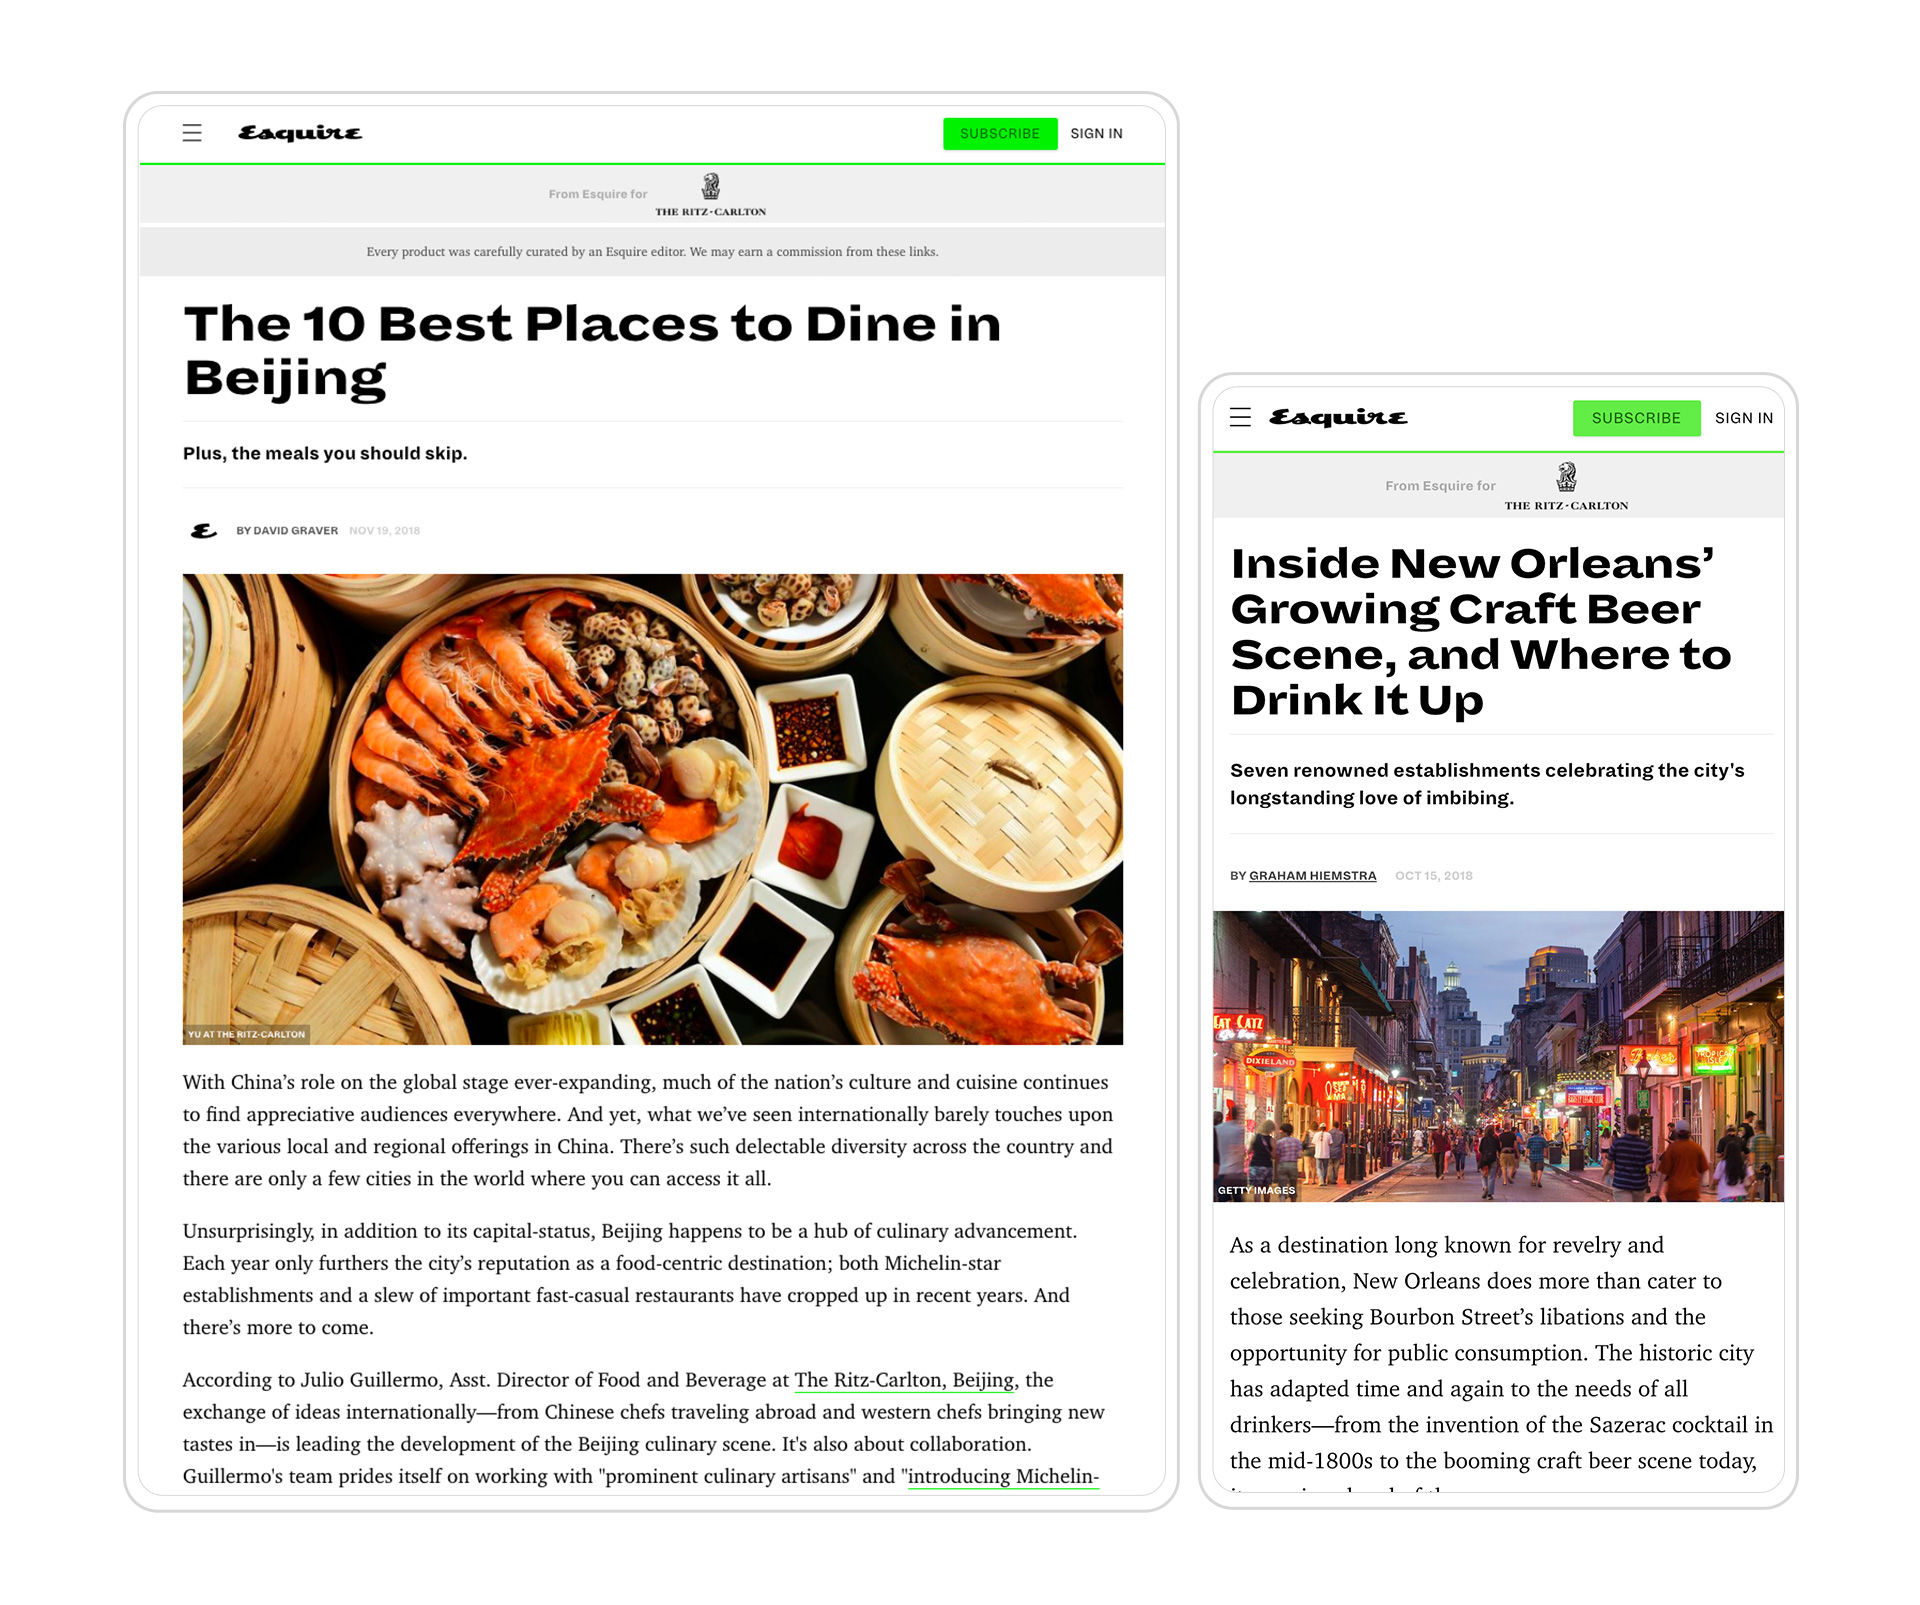 Esquire
SUBSCRIBE
SIGN IN
From Esquire for
THE RITZ-CARLTON
Every product was carefully curated by an Esquire editor. We may earn a commission from these links.
The 10 Best Places to Dine in
Beijing
Plus, the meals you should skip.
E
BY DAVID GRAVER
NOV 19, 2018
YU AT THE RITZ-CARLTON
With China’s role on the global stage ever-expanding, much of the nation’s culture and cuisine continues
to find appreciative audiences everywhere. And yet, what we’ve seen internationally barely touches upon
the various local and regional offerings in China. There’s such delectable diversity across the country and
there are only a few cities in the world where you can access it all.
Unsurprisingly, in addition to its capital-status, Beijing happens to be a hub of culinary advancement.
Each year only furthers the city’s reputation as a food-centric destination; both Michelin-star
establishments and a slew of important fast-casual restaurants have cropped up in recent years. And
there’s more to come.
According to Julio Guillermo, Asst. Director of Food and Beverage at The Ritz-Carlton, Beijing, the
exchange of ideas internationally—from Chinese chefs traveling abroad and western chefs bringing new
tastes in—is leading the development of the Beijing culinary scene. It's also about collaboration.
Guillermo's team prides itself on working with "prominent culinary artisans" and "introducing Michelin-
Esquire
SUBSCRIBE
SIGN IN
From Esquire for
THE RITZ-CARLTON
Inside New Orleans’
Growing Craft Beer
Scene, and Where to
Drink It Up
Seven renowned establishments celebrating the city's
longstanding love of imbibing.
BY GRAHAM HIEMSTRA
OCT 15, 2018
DIXIELAND
TROPICAL
ISLE
GETTY IMAGES
As a destination long known for revelry and
celebration, New Orleans does more than cater to
those seeking Bourbon Street’s libations and the
opportunity for public consumption. The historic city
has adapted time and again to the needs of all
drinkers—from the invention of the Sazerac cocktail in
the mid-1800s to the booming craft beer scene today,